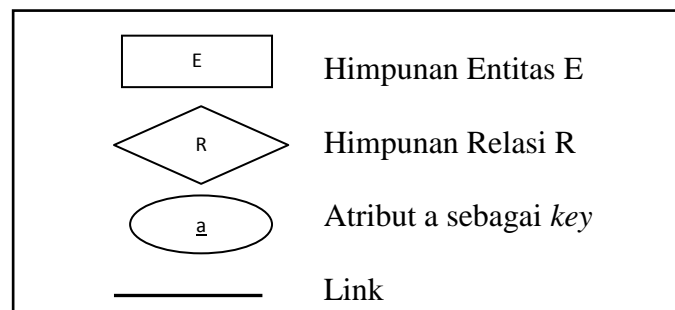 E Himpunan Entitas E
R Himpunan Relasi R
a Atribut a sebagai key
Link